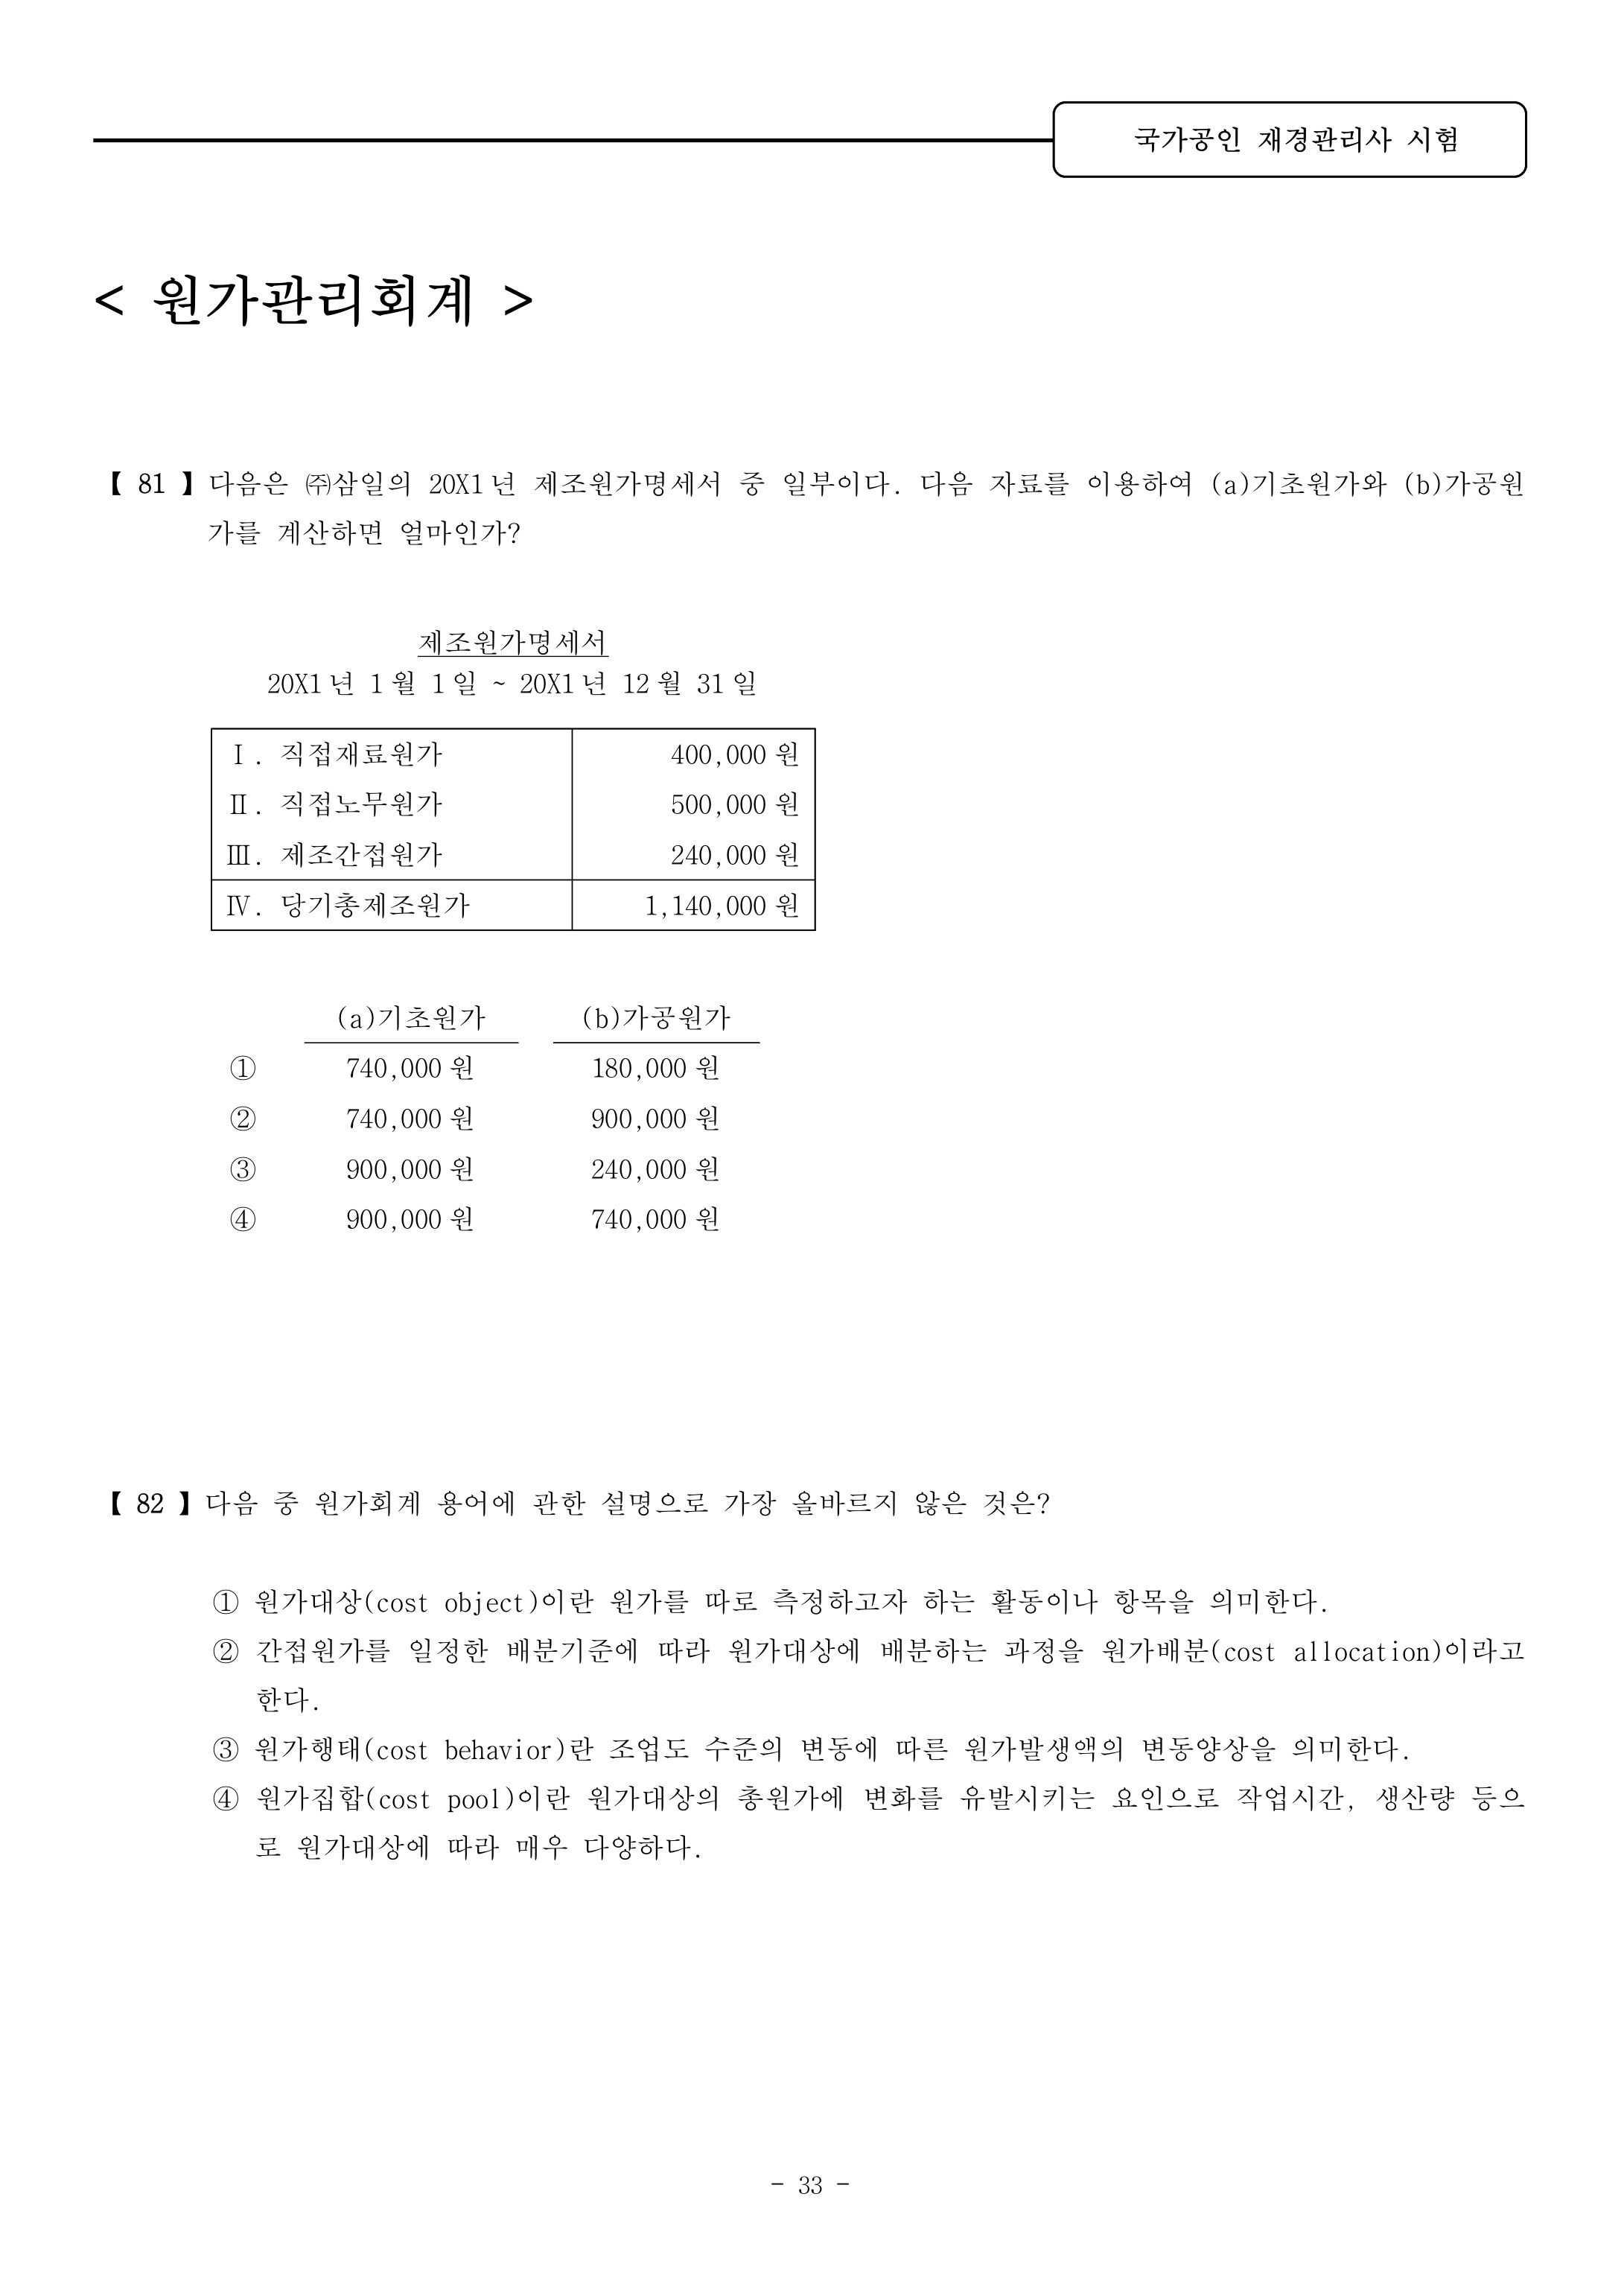 국가공인 재경관리사 시험
< 원가관리회계 >
【 81 】 다음은 ㈜삼일의 20X1년 제조원가명세서 중 일부이다. 다음 자료를 이용하여 (a)기초원가와 (b)가공원
가를 계산하면 얼마인가?
제조원가명세서
20X1년 1월 1일 ~ 20X1년 12월 31일
Ⅰ. 직접재료원가 400,000원
Ⅱ. 직접노무원가 500,000원
Ⅲ. 제조간접원가 240,000원
Ⅳ. 당기총제조원가 1,140,000원
(a)기초원가 (b)가공원가
① 740,000원 180,000원
② 740,000원 900,000원
③ 900,000원 240,000원
④ 900,000원 740,000원
【 82 】 다음 중 원가회계 용어에 관한 설명으로 가장 올바르지 않은 것은?
① 원가대상(cost object)이란 원가를 따로 측정하고자 하는 활동이나 항목을 의미한다.
② 간접원가를 일정한 배분기준에 따라 원가대상에 배분하는 과정을 원가배분(cost allocation)이라고
한다.
③ 원가행태(cost behavior)란 조업도 수준의 변동에 따른 원가발생액의 변동양상을 의미한다.
④ 원가집합(cost pool)이란 원가대상의 총원가에 변화를 유발시키는 요인으로 작업시간, 생산량 등으
로 원가대상에 따라 매우 다양하다.
- 33 -